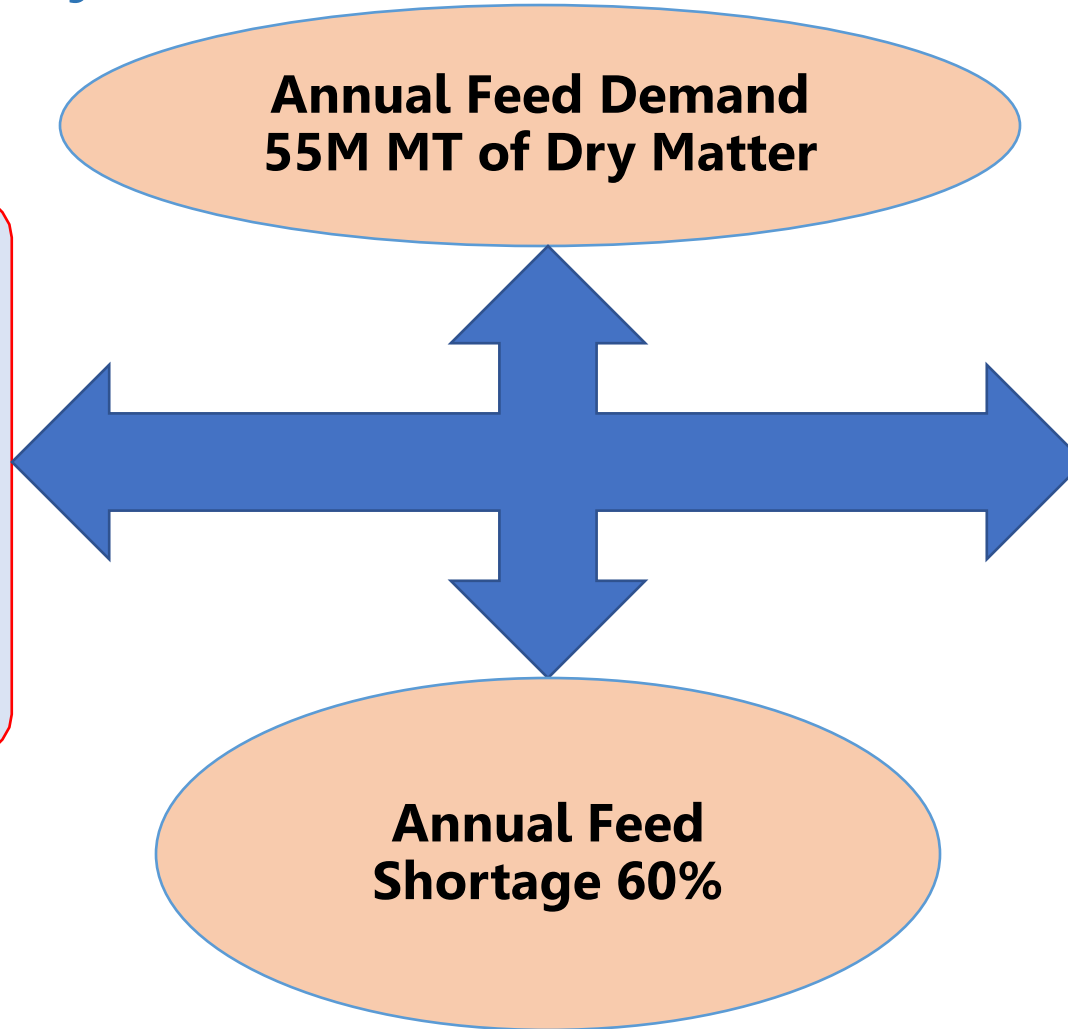 Annual Feed Demand
55M MT of Dry Matter
Annual Feed
Shortage 60%